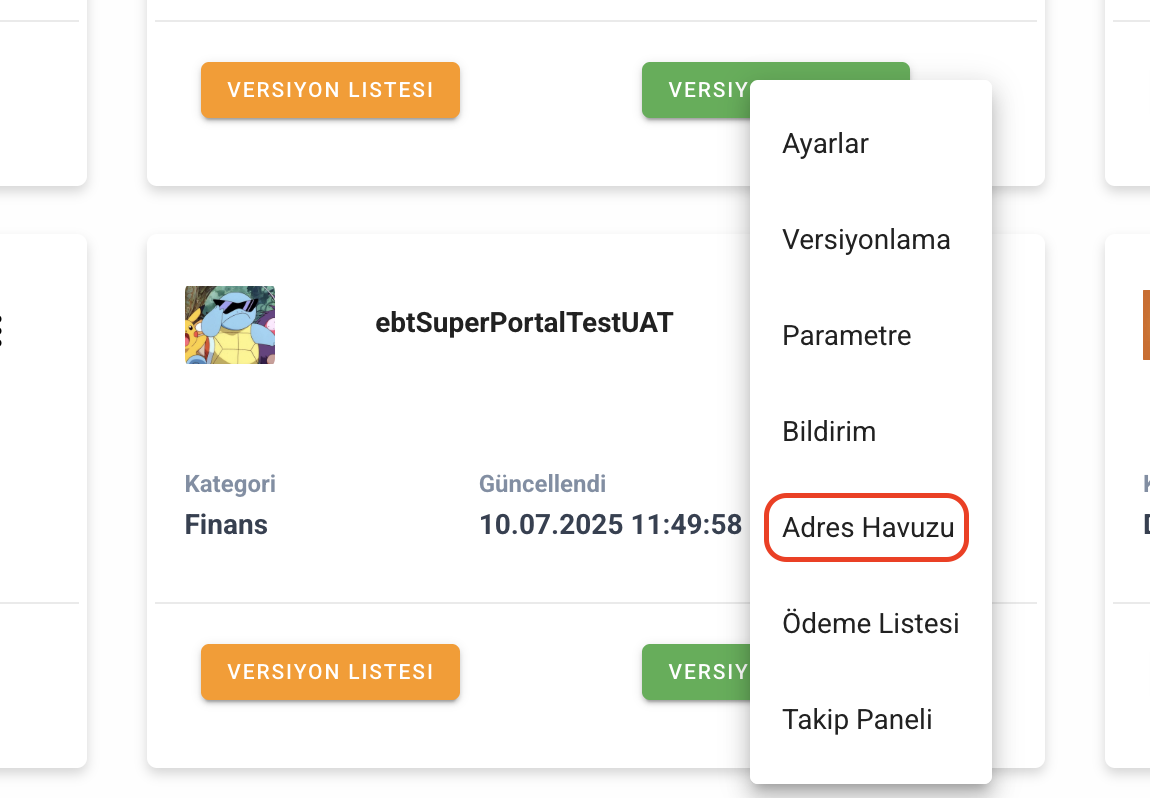 VERSIYON LISTESI
VERSIY
Ayarlar
Versiyonlama
Parametre
Bildirim
Adres Havuzu
Ödeme Listesi
Takip Paneli
ebtSuperPortalTestUAT
Kategori
Güncellendi
Finans
10.07.2025 11:49:58
VERSIYON LISTESI
VERSIY